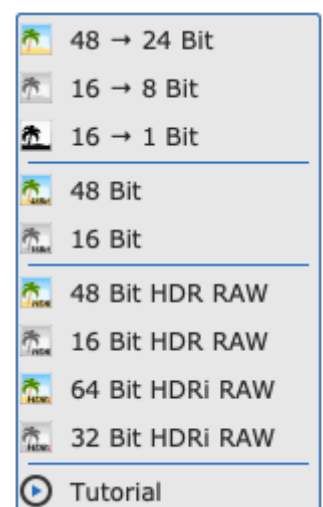 48 → 24 Bit
16 → 8 Bit
16 → 1 Bit
48 Bit
16 Bit
48 Bit HDR RAW
16 Bit HDR RAW
64 Bit HDRi RAW
32 Bit HDRi RAW
Tutorial